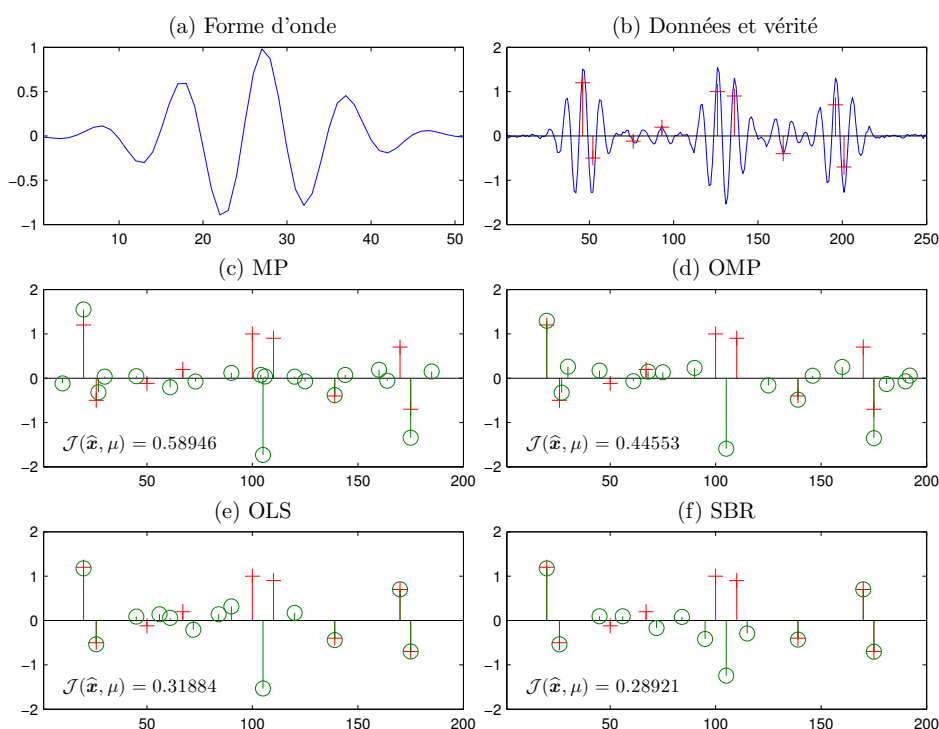 (a) Forme d'onde
1
0.5
0
−0.5
−1
10 20 30 40 50
(b) Données et vérité
2
1
0
−1
−2
50 100 150 200 250
(c) MP
2
1
0
−1
−2
𝒥(x̂, μ) = 0.58946
50 100 150 200
(d) OMP
2
1
0
−1
−2
𝒥(x̂, μ) = 0.44553
50 100 150 200
(e) OLS
2
1
0
−1
−2
𝒥(x̂, μ) = 0.31884
50 100 150 200
(f) SBR
2
1
0
−1
−2
𝒥(x̂, μ) = 0.28921
50 100 150 200